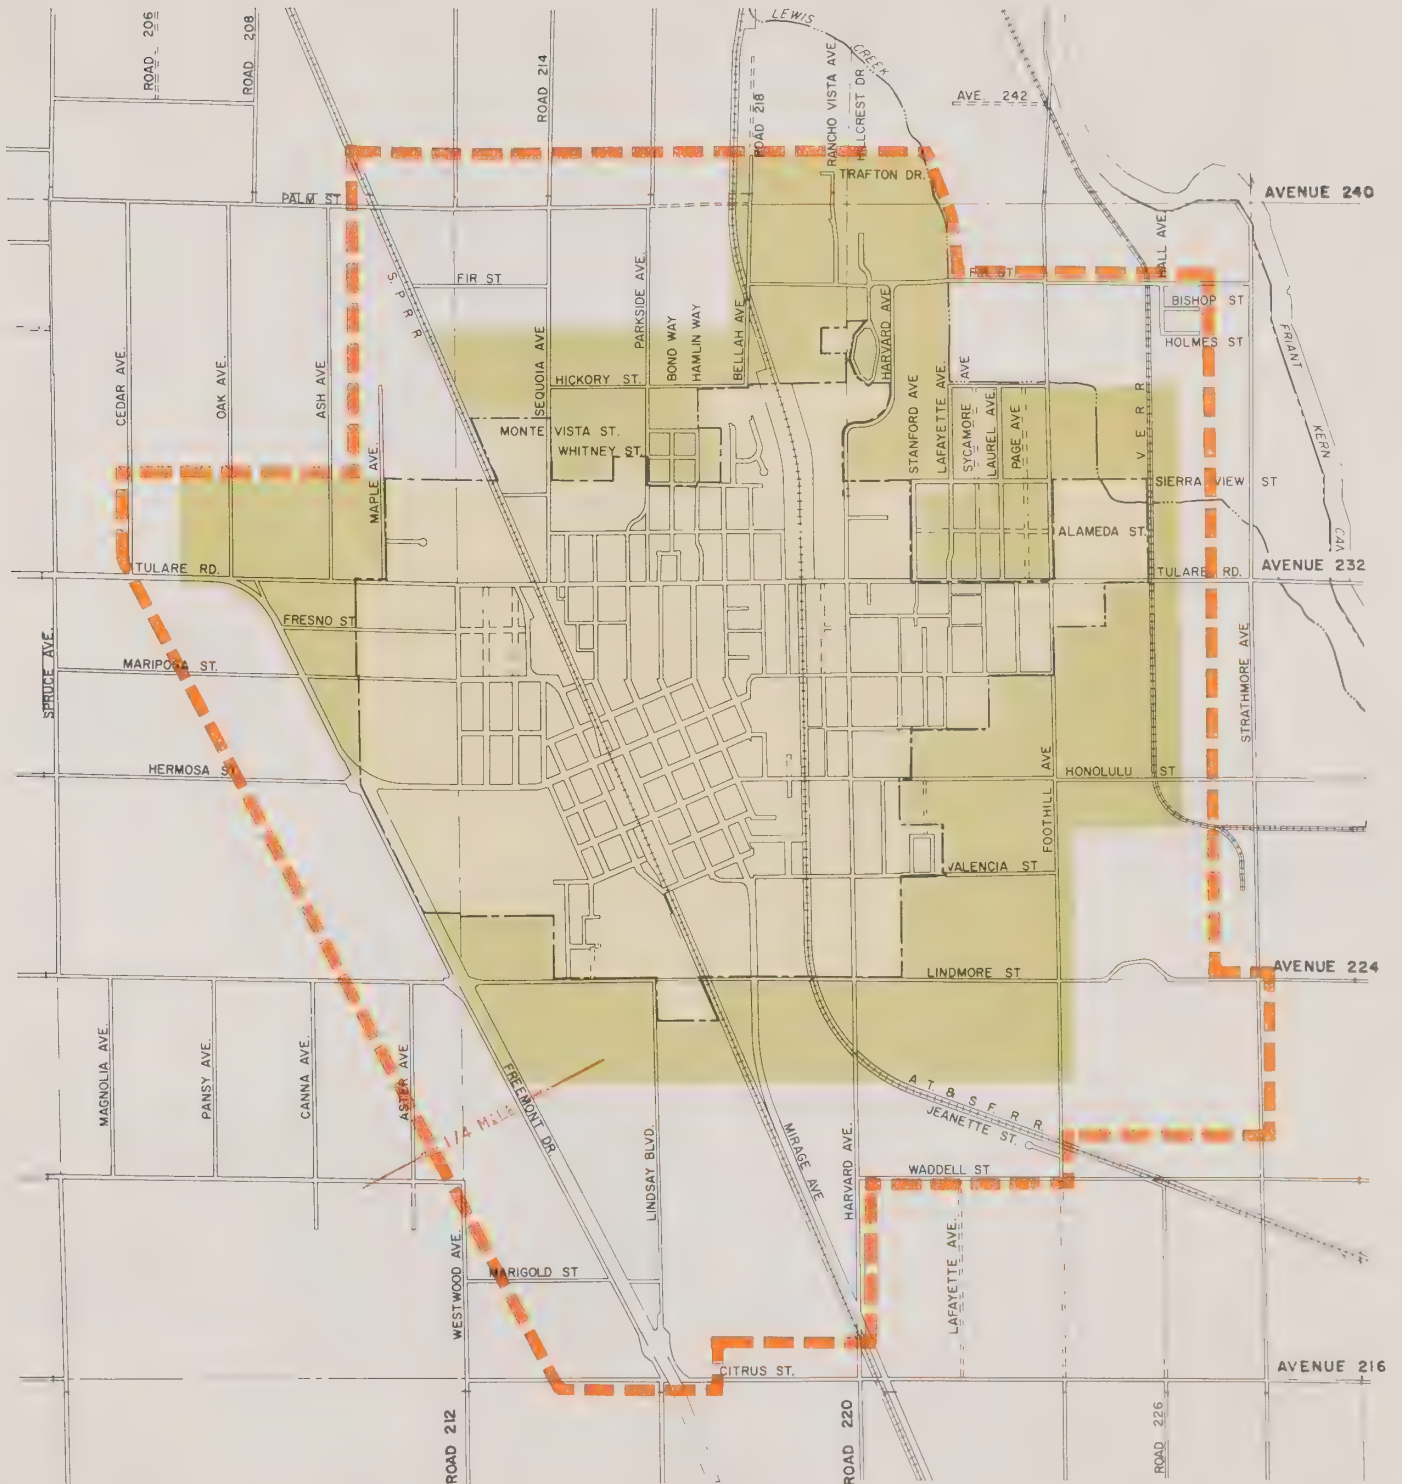 LEWIS
CREEK
ROAD 206
ROAD 208
ROAD 214
ROAD 218
RANCHO VISTA AVE
HILLCREST DR
AVE. 242
TRAFTON DR.
PALM ST
AVENUE 240
HALL AVE.
FIR ST
FIR ST
S. P. R. R.
PARKSIDE AVE.
BOND WAY
HAMLIN WAY
BELLAH AVE.
HARVARD AVE
BISHOP ST
HOLMES ST
FRIANT
KERN
CEDAR AVE.
OAK AVE.
ASH AVE.
MAPLE AVE.
SEQUOIA AVE.
HICKORY ST.
MONTE VISTA ST.
WHITNEY ST.
STANFORD AVE
LAFAYETTE AVE.
SYCAMORE AVE
LAUREL AVE.
PAGE AVE
V E R R
SIERRA VIEW ST
ALAMEDA ST.
TULARE RD.
TULARE RD.
AVENUE 232
FRESNO ST
MARIPOSA ST.
SPRUCE AVE.
STRATHMORE AVE
HERMOSA ST
HONOLULU ST
FOOTHILL AVE
VALENCIA ST
LINDMORE ST.
AVENUE 224
MAGNOLIA AVE.
PANSY AVE.
CANNA AVE.
ASTER AVE
FREEMONT DR.
1/4 MILE
A T & S F R R
JEANETTE ST.
LINDSAY BLVD.
MIRAGE AVE
HARVARD AVE.
WADDELL ST
LAFAYETTE AVE.
WESTWOOD AVE.
MARIGOLD ST
CITRUS ST.
AVENUE 216
ROAD 212
ROAD 220
ROAD 226